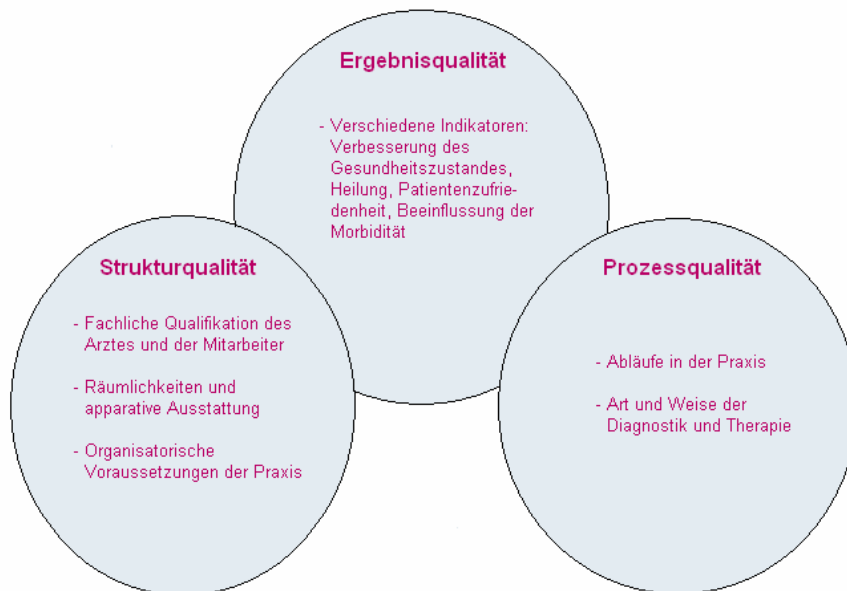 Ergebnisqualität
- Verschiedene Indikatoren:
Verbesserung des
Gesundheitszustandes,
Heilung, Patientenzufrie-
denheit, Beeinflussung der
Morbidität
Strukturqualität
- Fachliche Qualifikation des
Arztes und der Mitarbeiter
- Räumlichkeiten und
apparative Ausstattung
- Organisatorische
Voraussetzungen der Praxis
Prozessqualität
- Abläufe in der Praxis
- Art und Weise der
Diagnostik und Therapie